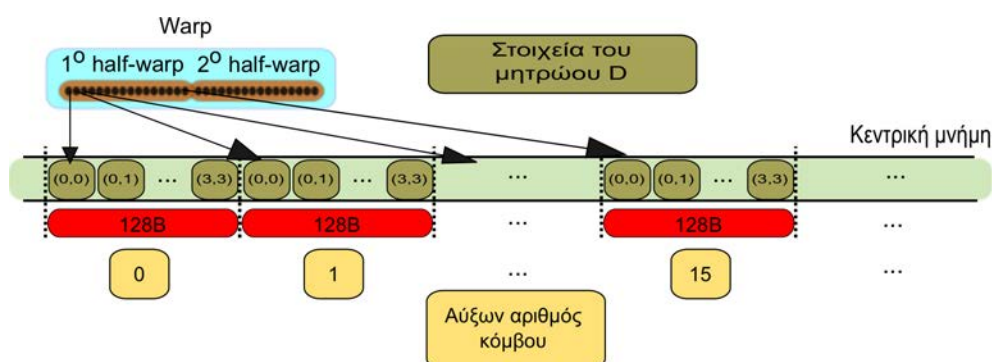 Warp
1º half-warp 2º half-warp
Στοιχεία του
μητρώου D
Κεντρική μνήμη
(0,0) (0,1) ... (3,3) (0,0) (0,1) ... (3,3) ... (0,0) (0,1) ... (3,3) ...
128B 128B ... 128B ...
0 1 ... 15 ...
Αύξων αριθμός
κόμβου